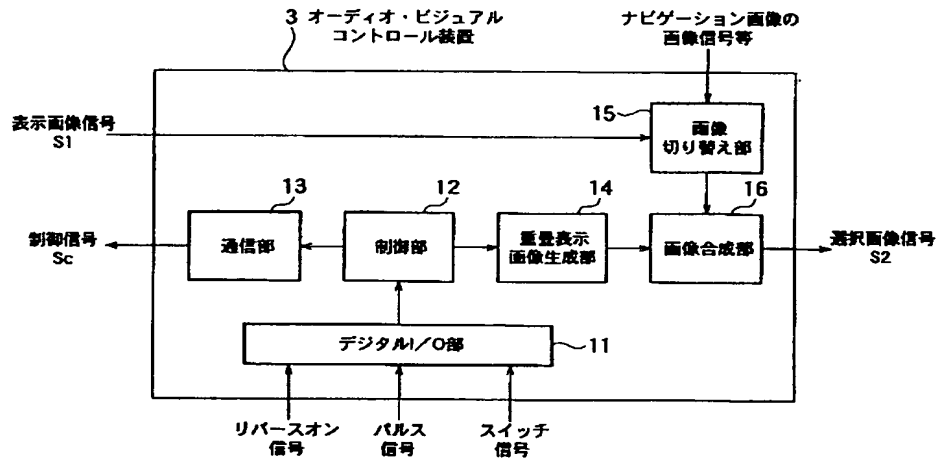 3 オーディオ・ビジュアル
コントロール装置
ナビゲーション画像の
画像信号等
表示画像信号
S1
15
画像
切り替え部
13
通信部
12
制御部
14
重畳表示
画像生成部
16
画像合成部
制御信号
Sc
選択画像信号
S2
デジタルI/O部
11
リバースオン
信号
パルス
信号
スイッチ
信号